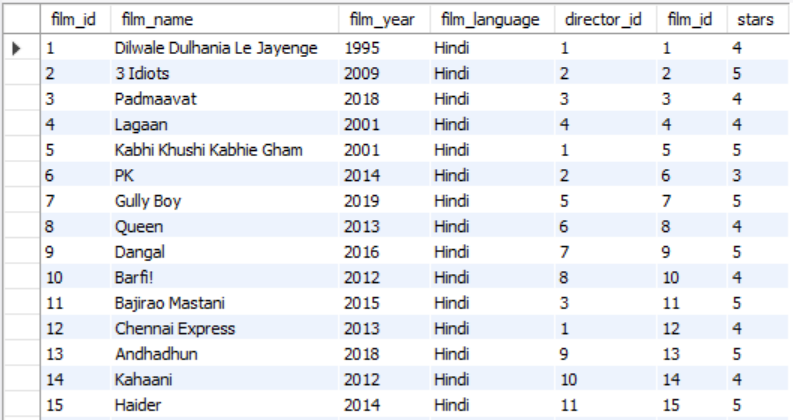 film_id film_name film_year film_language director_id film_id stars
1 Dilwale Dulhania Le Jayenge 1995 Hindi 1 1 4
2 3 Idiots 2009 Hindi 2 2 5
3 Padmaavat 2018 Hindi 3 3 4
4 Lagaan 2001 Hindi 4 4 4
5 Kabhi Khushi Kabhie Gham 2001 Hindi 1 5 5
6 PK 2014 Hindi 2 6 3
7 Gully Boy 2019 Hindi 5 7 5
8 Queen 2013 Hindi 6 8 4
9 Dangal 2016 Hindi 7 9 5
10 Barfi! 2012 Hindi 8 10 4
11 Bajirao Mastani 2015 Hindi 3 11 5
12 Chennai Express 2013 Hindi 1 12 4
13 Andhadhun 2018 Hindi 9 13 5
14 Kahaani 2012 Hindi 10 14 4
15 Haider 2014 Hindi 11 15 5